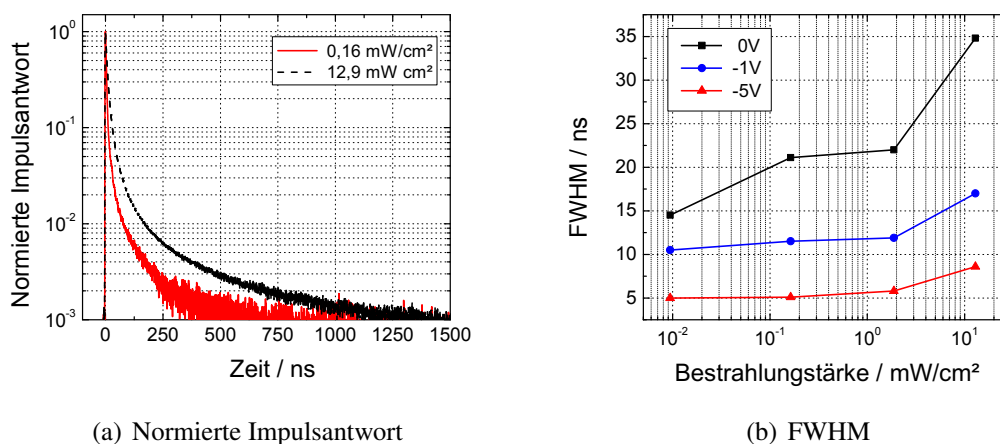 Normierte Impulsantwort
10⁰
10⁻¹
10⁻²
10⁻³
0,16 mW/cm²
12,9 mW cm²
0 250 500 750 1000 1250 1500
Zeit / ns
(a) Normierte Impulsantwort
FWHM / ns
35
30
25
20
15
10
5
0V
-1V
-5V
10⁻² 10⁻¹ 10⁰ 10¹
Bestrahlungstärke / mW/cm²
(b) FWHM